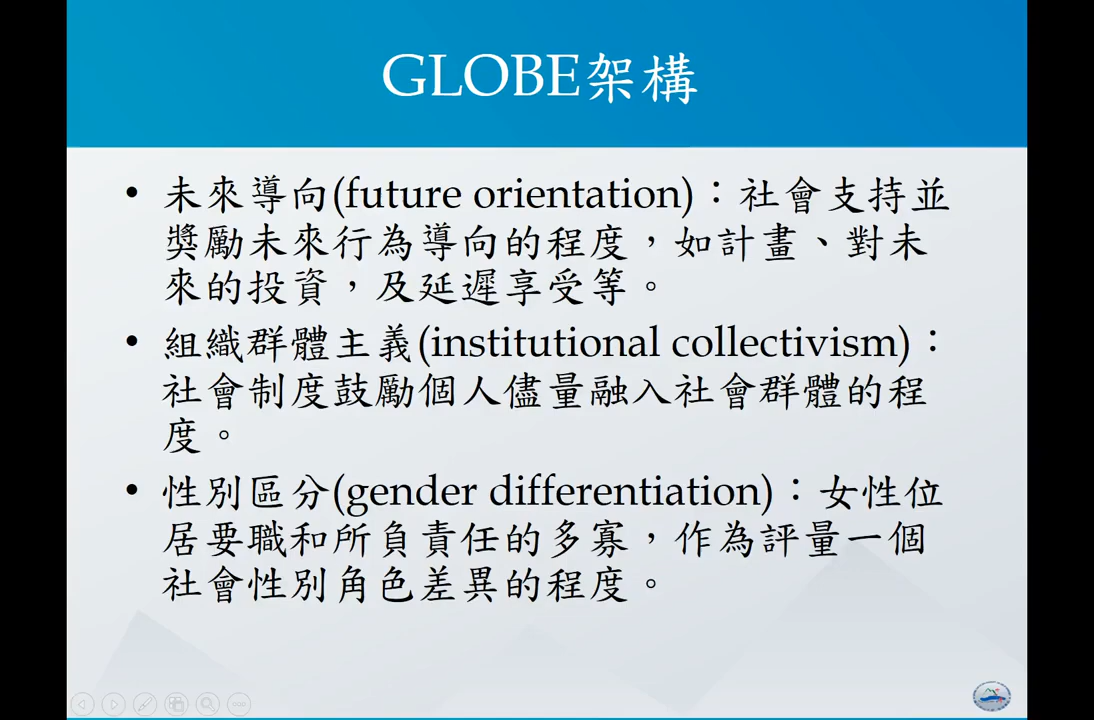 GLOBE架構
• 未來導向(future orientation)：社會支持並
獎勵未來行為導向的程度，如計畫、對未
來的投資，及延遲享受等。
• 組織群體主義(institutional collectivism)：
社會制度鼓勵個人儘量融入社會群體的程
度。
• 性別區分(gender differentiation)：女性位
居要職和所負責任的多寡，作為評量一個
社會性別角色差異的程度。